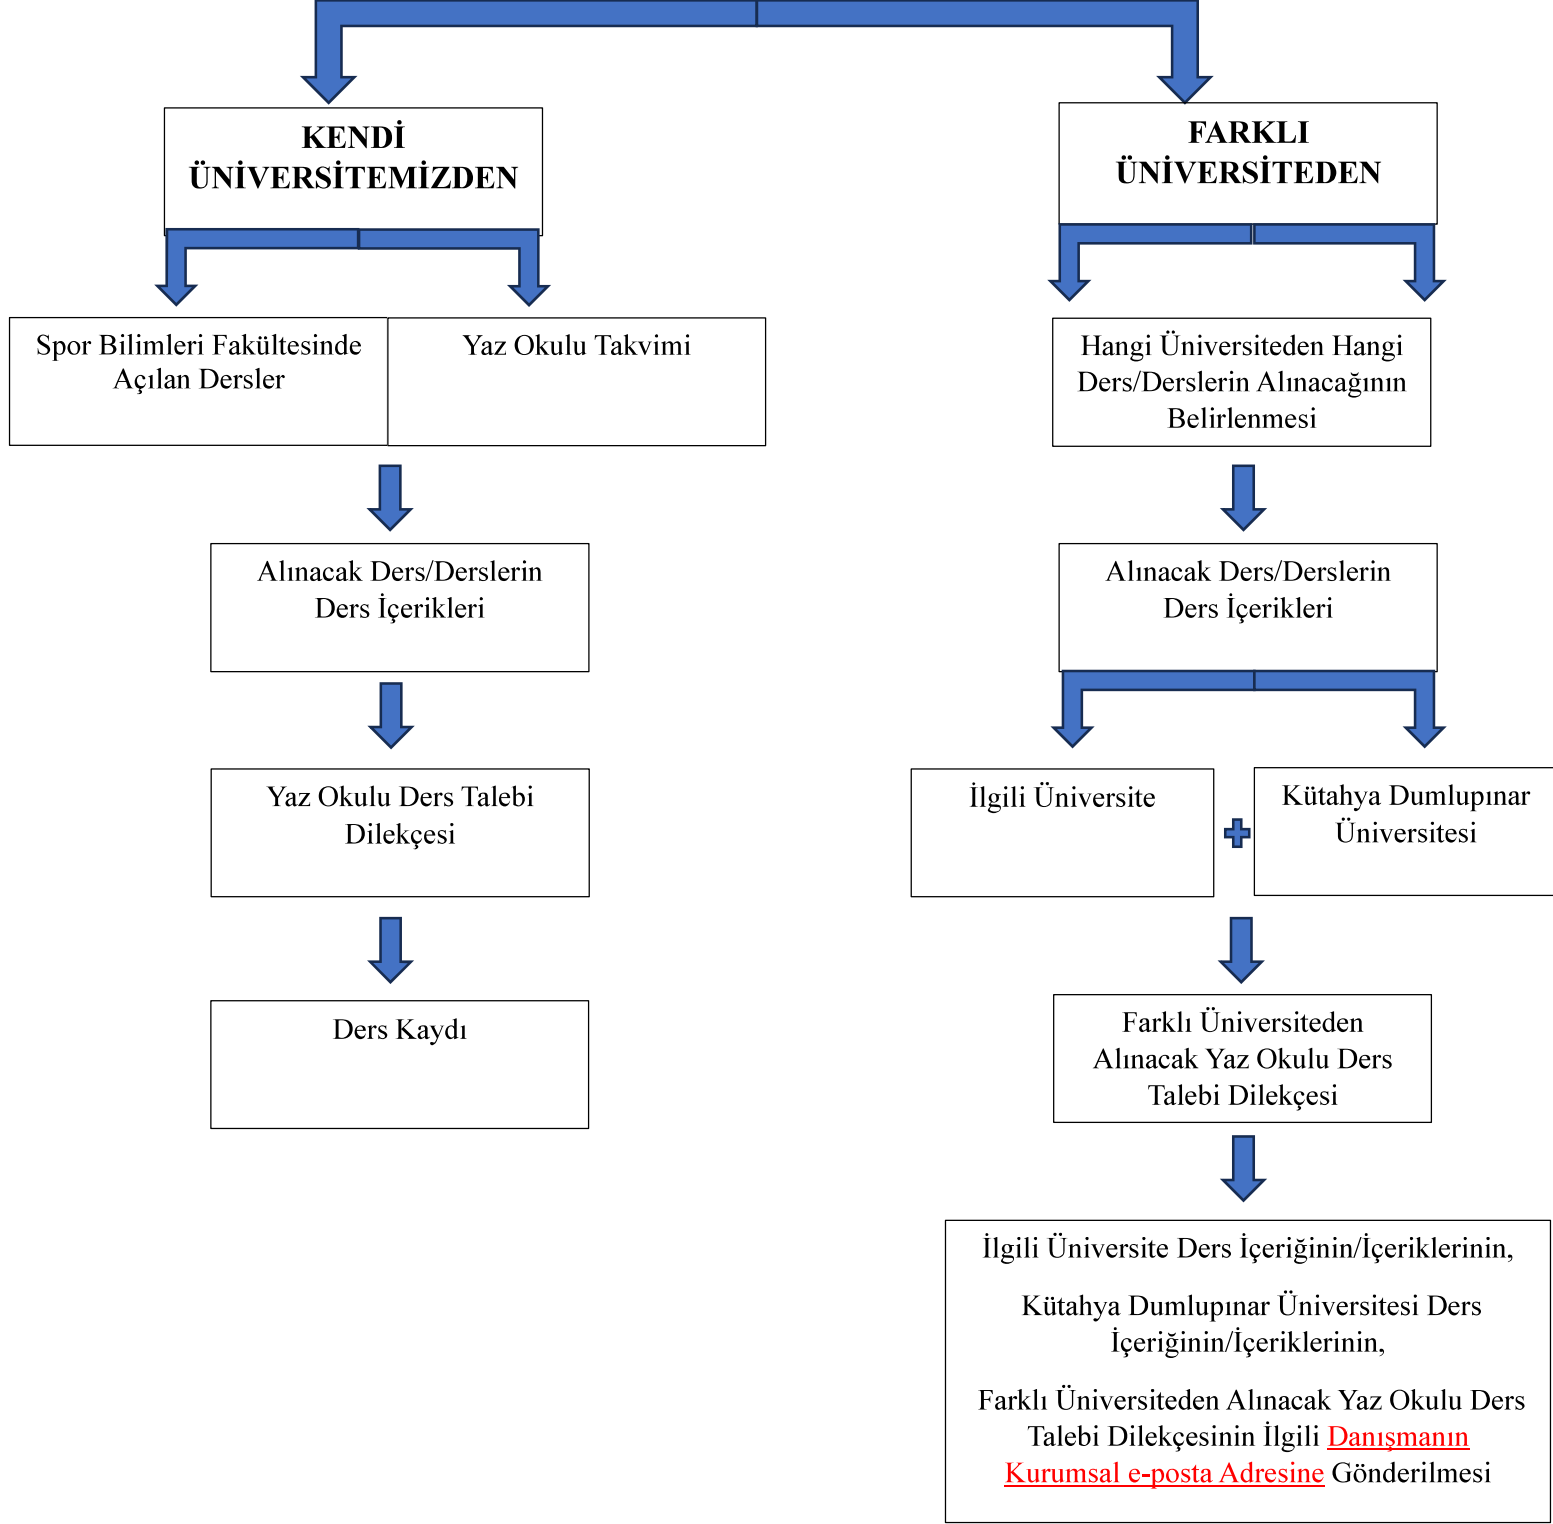 KENDİ
ÜNİVERSİTEMİZDEN
FARKLI
ÜNİVERSİTEDEN
Spor Bilimleri Fakültesinde
Açılan Dersler
Yaz Okulu Takvimi
Hangi Üniversiteden Hangi
Ders/Derslerin Alınacağının
Belirlenmesi
Alınacak Ders/Derslerin
Ders İçerikleri
Alınacak Ders/Derslerin
Ders İçerikleri
Yaz Okulu Ders Talebi
Dilekçesi
İlgili Üniversite
Kütahya Dumlupınar
Üniversitesi
Ders Kaydı
Farklı Üniversiteden
Alınacak Yaz Okulu Ders
Talebi Dilekçesi
İlgili Üniversite Ders İçeriğinin/İçeriklerinin,
Kütahya Dumlupınar Üniversitesi Ders
İçeriğinin/İçeriklerinin,
Farklı Üniversiteden Alınacak Yaz Okulu Ders
Talebi Dilekçesinin İlgili Danışmanın
Kurumsal e-posta Adresine Gönderilmesi